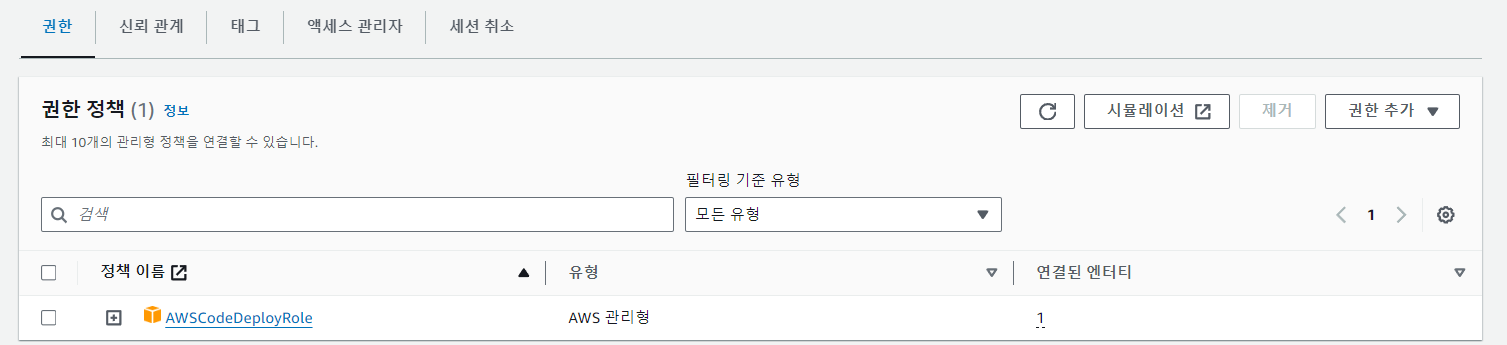 권한 신뢰 관계 태그 액세스 관리자 세션 취소
권한 정책 (1) 정보 시뮬레이션 제거 권한 추가
최대 10개의 관리형 정책을 연결할 수 있습니다.
필터링 기준 유형
검색 모든 유형 1
정책 이름 유형 연결된 엔터티
AWSCodeDeployRole AWS 관리형 1